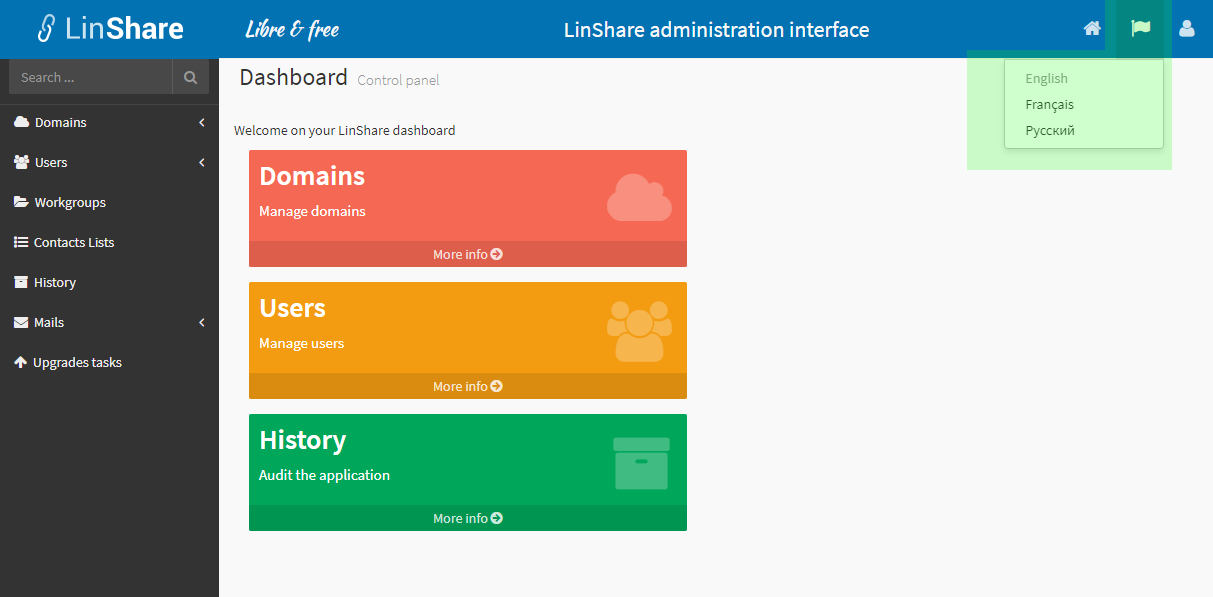 LinShare
Libre & free
LinShare administration interface
Search ...
Domains
Users
Workgroups
Contacts Lists
History
Mails
Upgrades tasks
Dashboard Control panel
Welcome on your LinShare dashboard
Domains
Manage domains
More info
Users
Manage users
More info
History
Audit the application
More info
English
Français
Русский